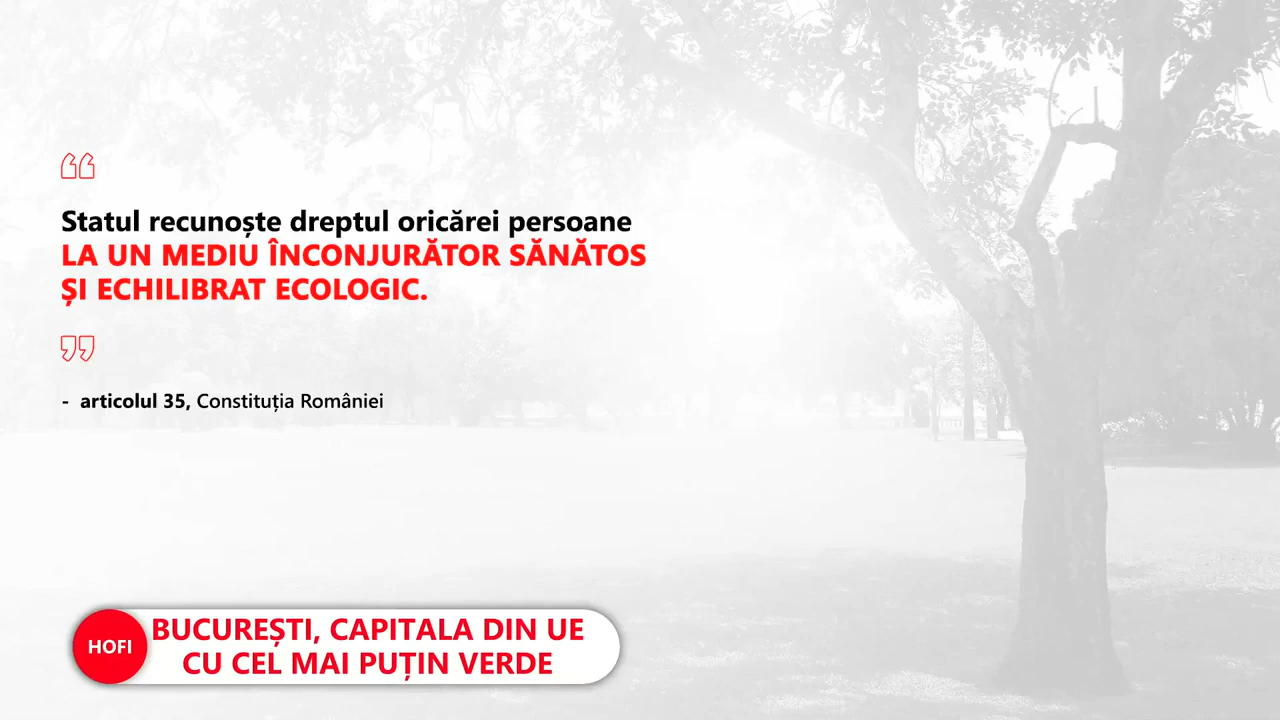 “
Statul recunoște dreptul oricărei persoane
LA UN MEDIU ÎNCONJURĂTOR SĂNĂTOS
ȘI ECHILIBRAT ECOLOGIC.
”
- articolul 35, Constituția României
HOFI
BUCUREȘTI, CAPITALA DIN UE
CU CEL MAI PUȚIN VERDE